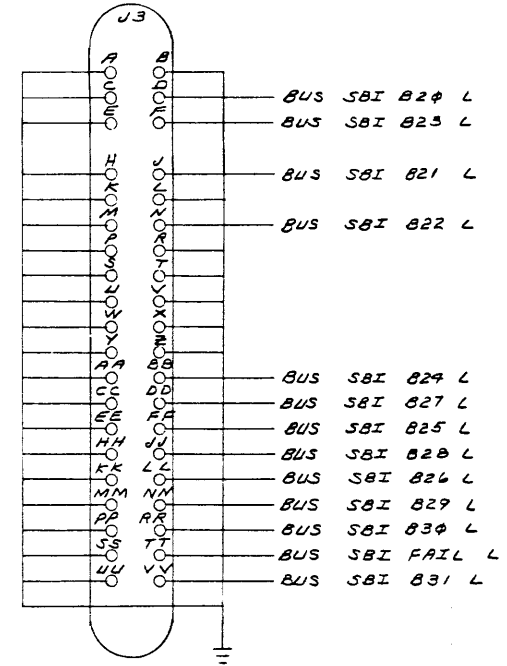 J3
A B
C D BUS SBI B2φ L
E F BUS SBI B23 L
H J BUS SBI B21 L
K L
M N BUS SBI B22 L
P R
S T
U V
W X
Y Z
AA BB BUS SBI B24 L
CC DD BUS SBI B27 L
EE FF BUS SBI B25 L
HH JJ BUS SBI B28 L
KK LL BUS SBI B26 L
MM NN BUS SBI B29 L
PP RR BUS SBI B3φ L
SS TT BUS SBI FAIL L
UU VV BUS SBI B31 L